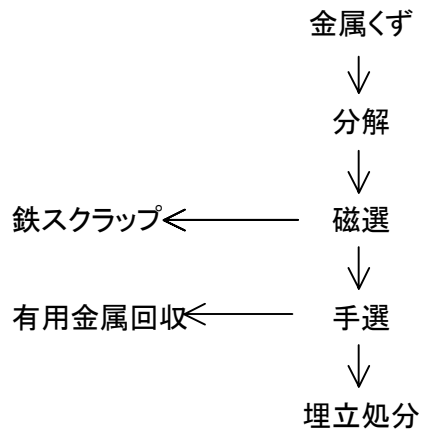 金属くず
分解
鉄スクラップ
磁選
有用金属回収
手選
埋立処分